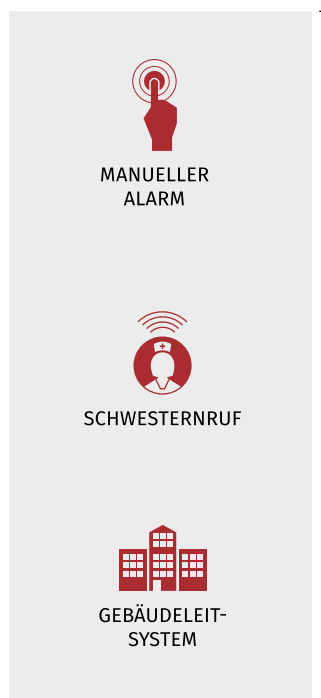 MANUELLER
ALARM
SCHWESTERNRUF
GEBÄUDELEIT-
SYSTEM